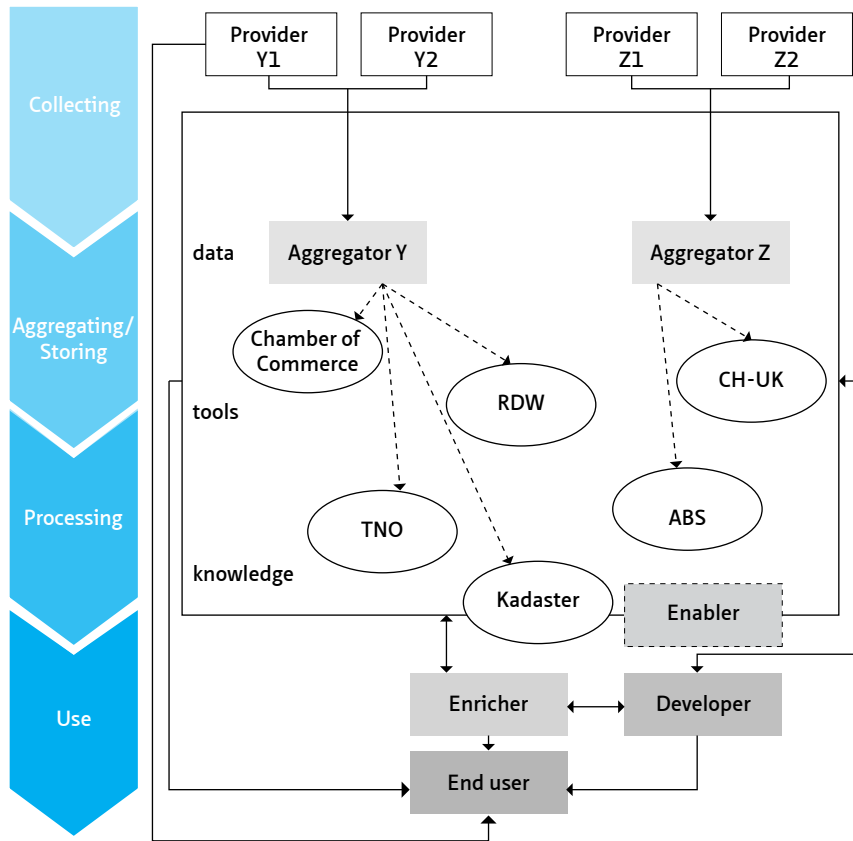 Provider
Y1
Provider
Y2
Provider
Z1
Provider
Z2
Collecting
data
Aggregator Y
Aggregator Z
Aggregating/
Storing
Chamber of
Commerce
RDW
CH-UK
tools
Processing
TNO
ABS
knowledge
Kadaster
Enabler
Use
Enricher
Developer
End user